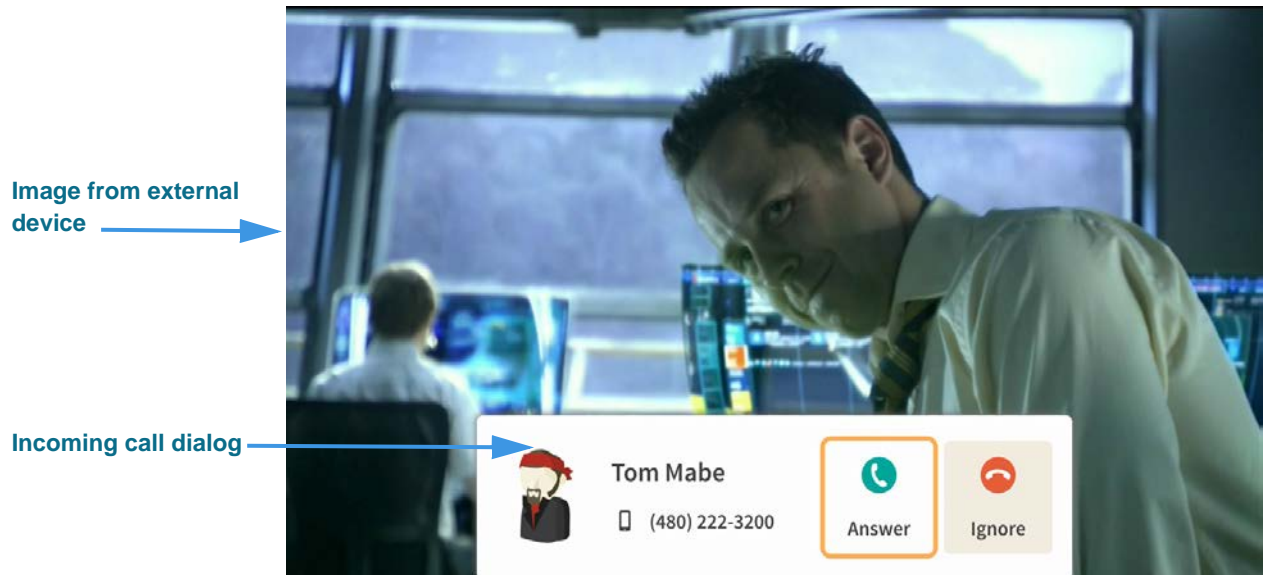 Image from external
device
Incoming call dialog
Tom Mabe
(480) 222-3200
Answer
Ignore